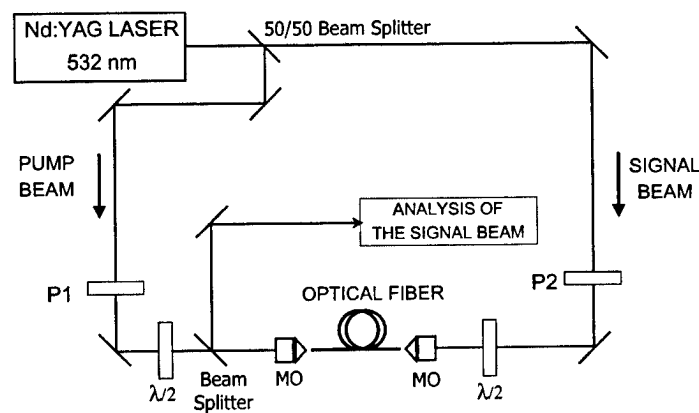 Nd:YAG LASER
532 nm
50/50 Beam Splitter
PUMP
BEAM
SIGNAL
BEAM
ANALYSIS OF
THE SIGNAL BEAM
P1
OPTICAL FIBER
P2
λ/2
Beam
Splitter
MO
MO
λ/2